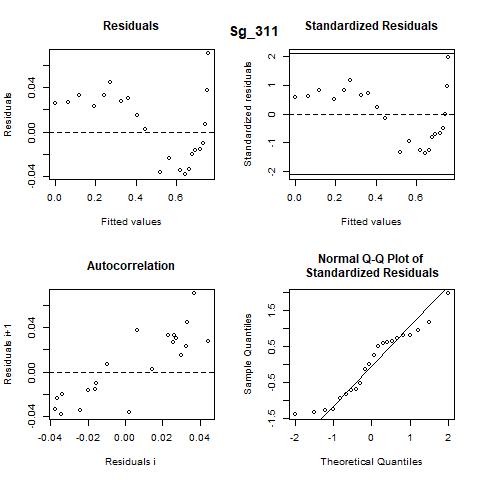 Sg_311
Residuals
Residuals
-0.04 0.00 0.04
0.0 0.2 0.4 0.6
Fitted values
Standardized Residuals
Standardized residuals
-2 -1 0 1 2
0.0 0.2 0.4 0.6
Fitted values
Autocorrelation
Residuals i+1
-0.04 0.00 0.04
-0.04 -0.02 0.00 0.02 0.04
Residuals i
Normal Q-Q Plot of
Standardized Residuals
Sample Quantiles
-1.5 -0.5 0.5 1.5
-2 -1 0 1 2
Theoretical Quantiles